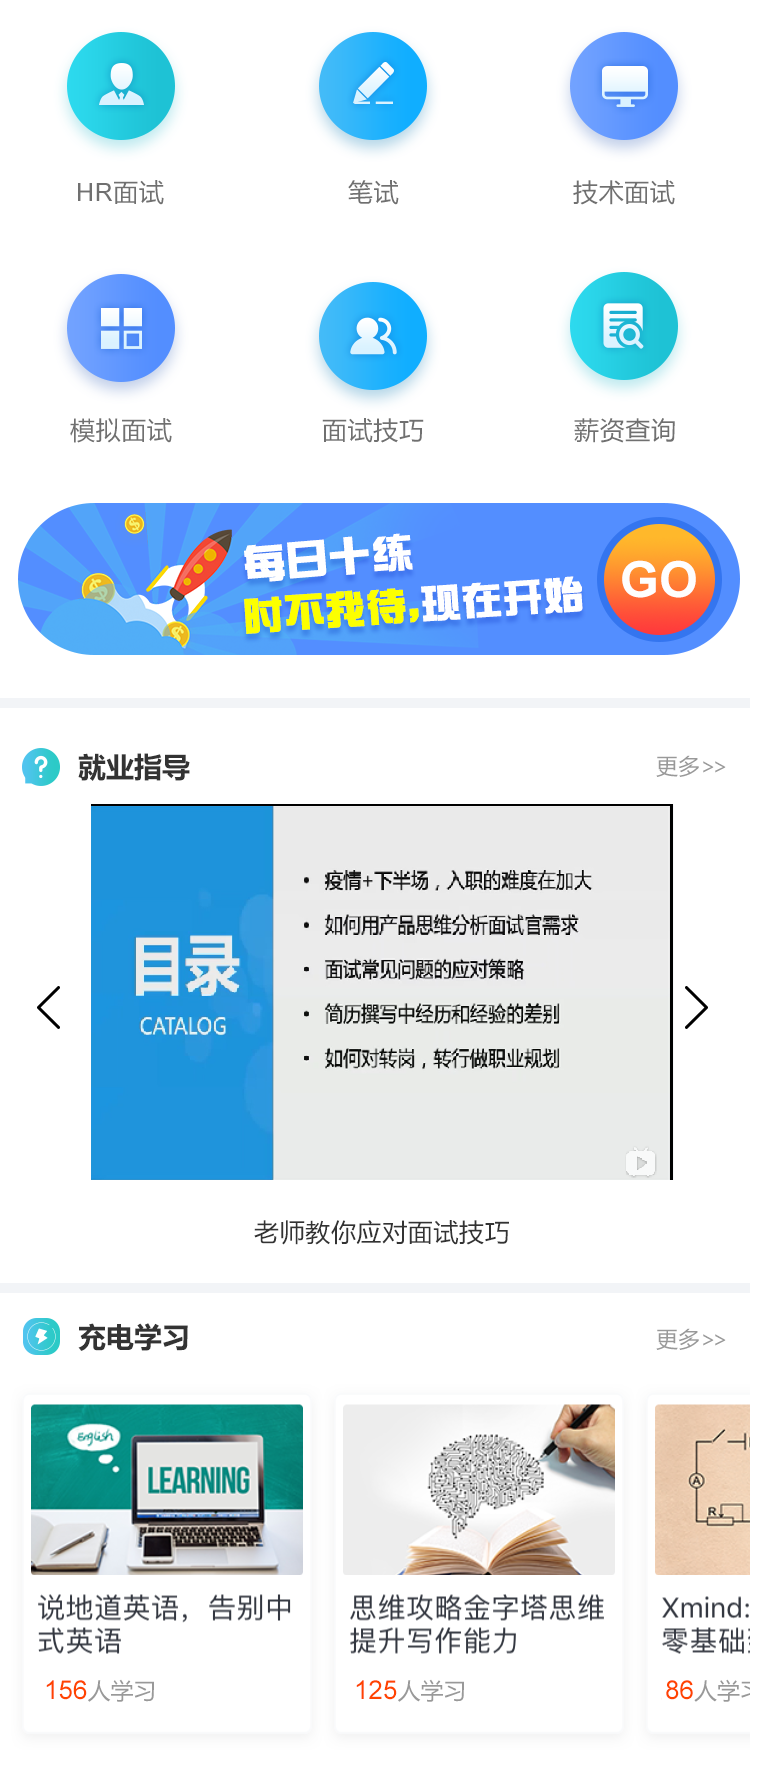 HR面试
笔试
技术面试
模拟面试
面试技巧
薪资查询
每日十练
时不我待,现在开始
GO
就业指导
更多>>
目录
CATALOG
• 疫情+下半场，入职的难度在加大
• 如何用产品思维分析面试官需求
• 面试常见问题的应对策略
• 简历撰写中经历和经验的差别
• 如何对转岗，转行做职业规划
老师教你应对面试技巧
充电学习
更多>>
English
LEARNING
说地道英语，告别中
式英语
156人学习
思维攻略金字塔思维
提升写作能力
125人学习
A
R
Xmind:
零基础
86人学习